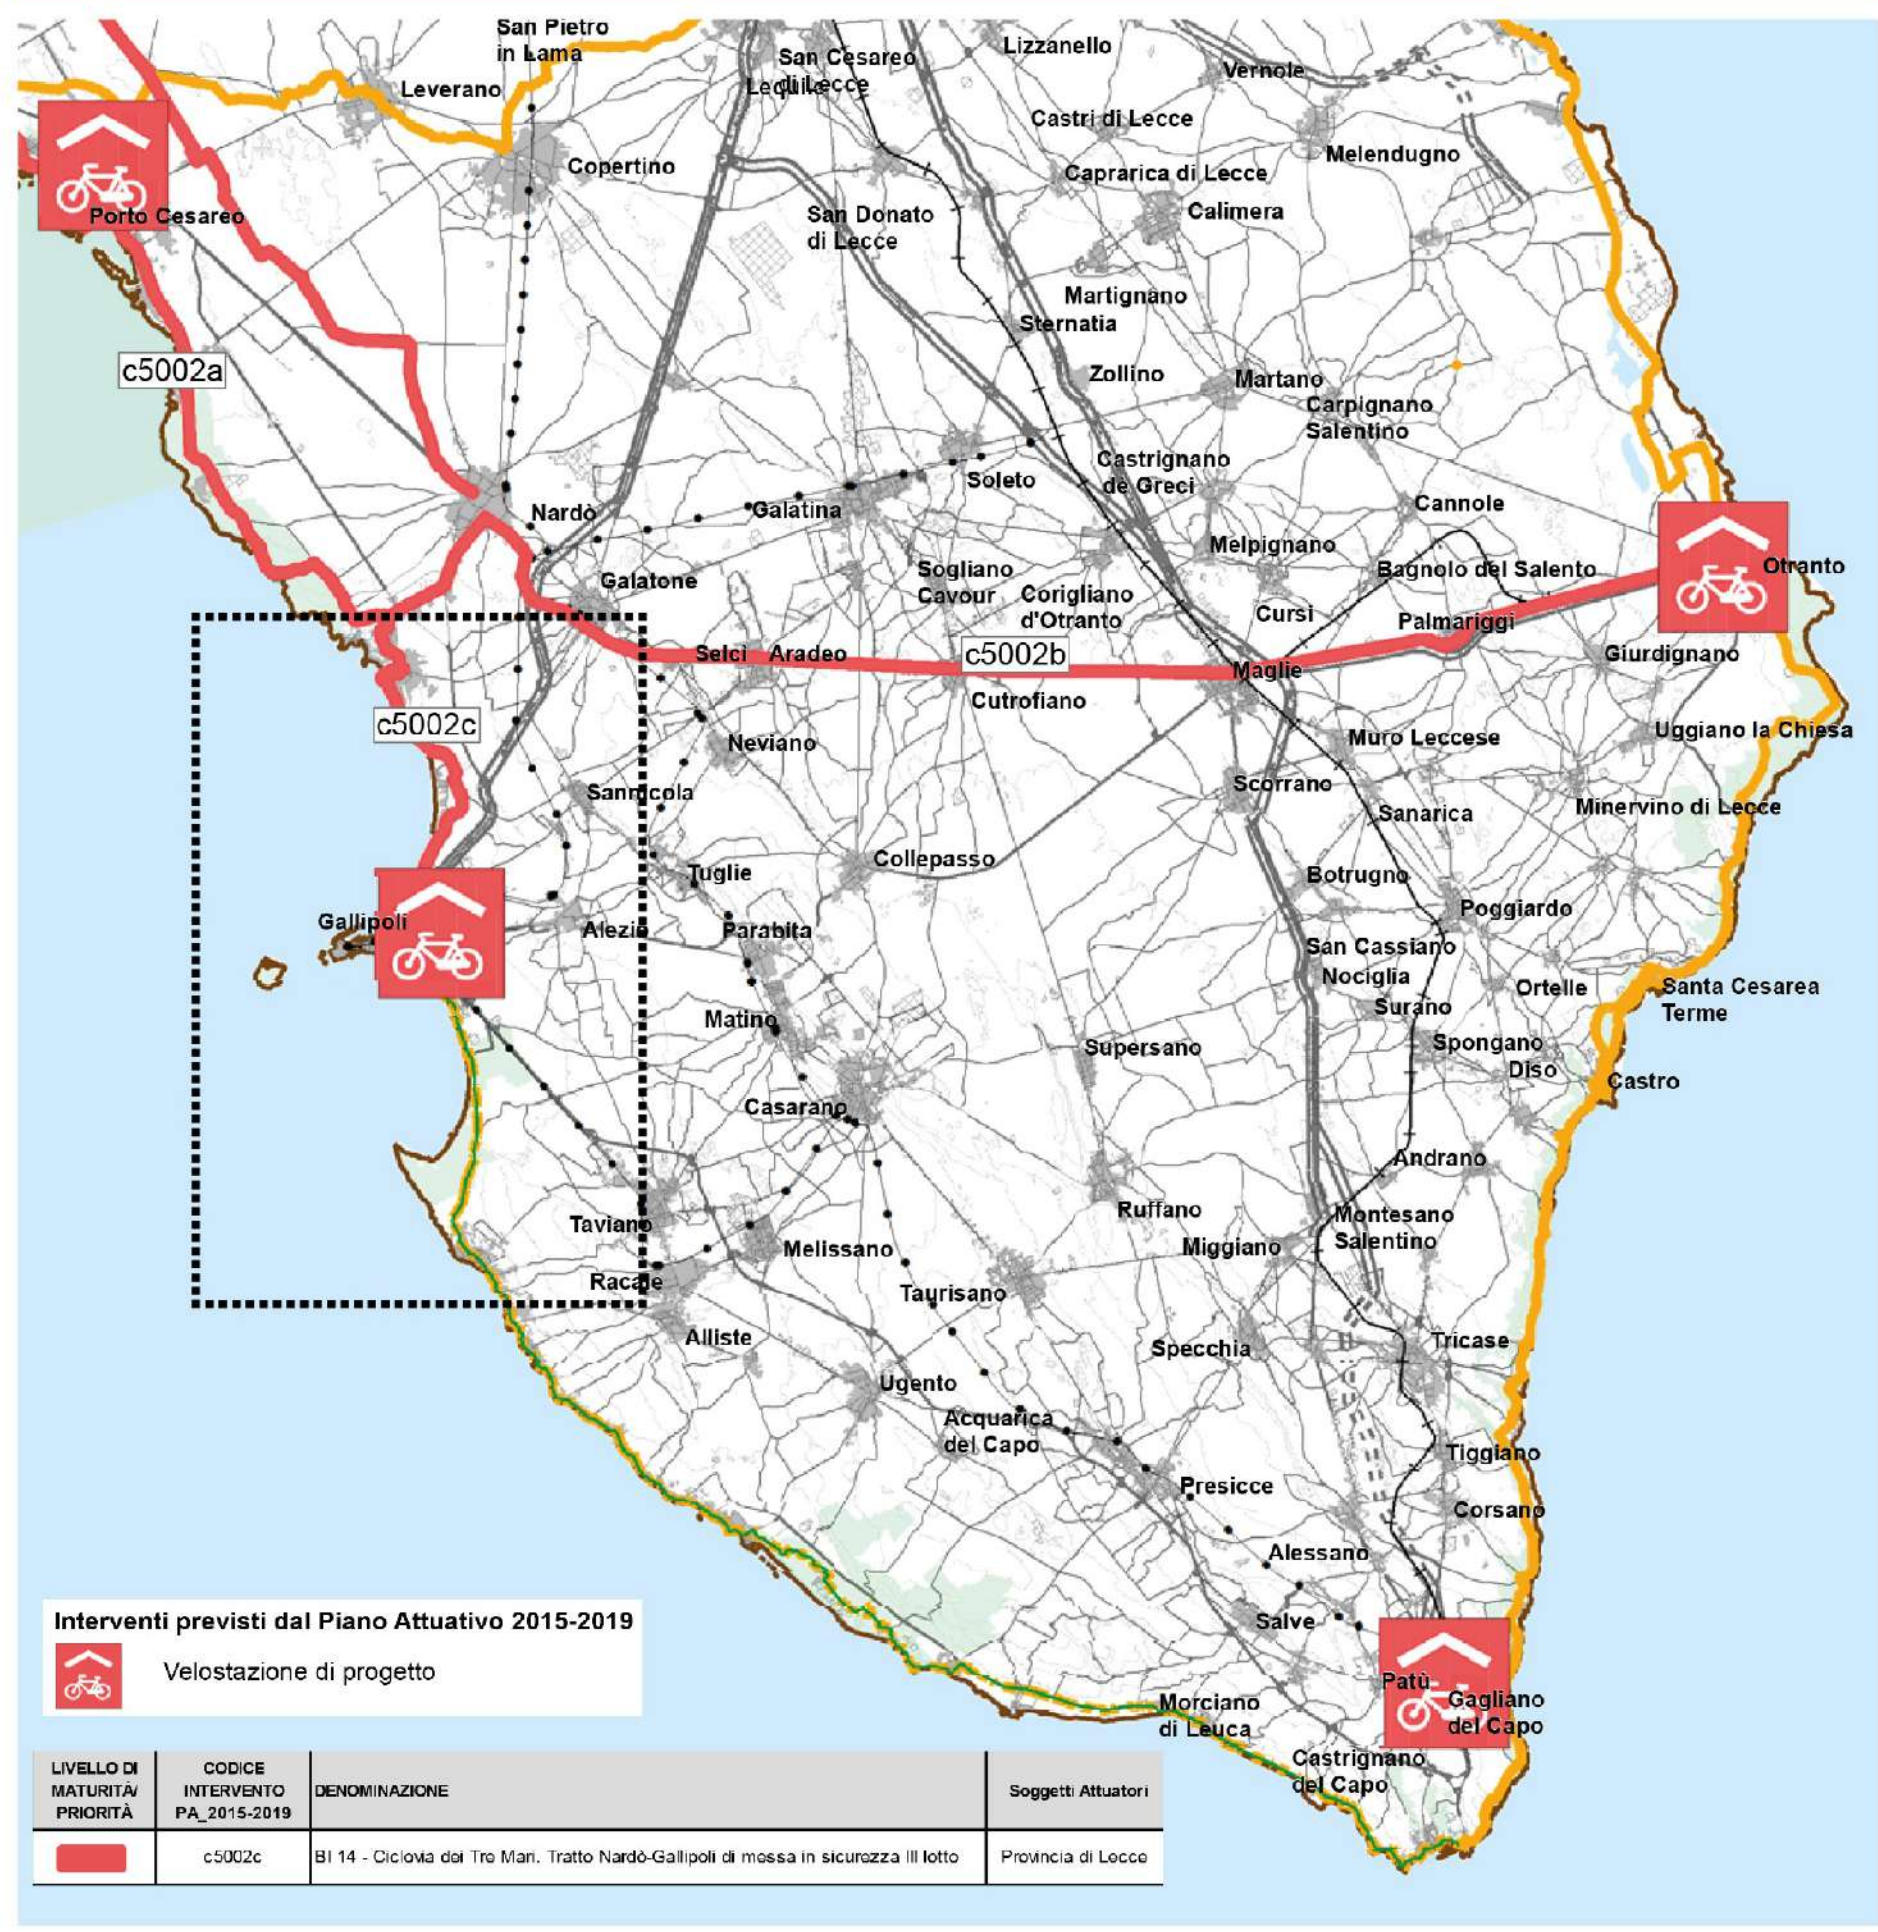 San Pietro
in Lama
San Cesareo
di Lecce
Lequile
Lizzanello
Vernole
Leverano
Castri di Lecce
Melendugno
Copertino
Caprarica di Lecce
Porto Cesareo
San Donato
di Lecce
Calimera
Martignano
Sternatia
c5002a
Zollino
Martano
Carpignano
Salentino
Castrignano
dè Greci
Soleto
Nardò
Galatina
Cannole
Melpignano
Galatone
Sogliano
Cavour
Corigliano
d'Otranto
Bagnolo del Salento
Otranto
Cursi
Palmariggi
Selci
Aradeo
c5002b
Maglie
Giurdignano
Cutrofiano
c5002c
Neviano
Muro Leccese
Uggiano la Chiesa
Sannicola
Scorrano
Sanarica
Minervino di Lecce
Tuglie
Collepasso
Botrugno
Poggiardo
Gallipoli
Alezio
Parabita
San Cassiano
Nociglia
Ortelle
Santa Cesarea
Terme
Surano
Matino
Supersano
Spongano
Diso
Castro
Casarano
Andrano
Taviano
Ruffano
Montesano
Salentino
Melissano
Miggiano
Racale
Taurisano
Alliste
Specchia
Tricase
Ugento
Acquarica
del Capo
Tiggiano
Presicce
Corsano
Alessano
Salve
Patù
Gagliano
del Capo
Morciano
di Leuca
Castrignano
del Capo
Interventi previsti dal Piano Attuativo 2015-2019
Velostazione di progetto
LIVELLO DI
MATURITÀ/
PRIORITÀ
CODICE
INTERVENTO
PA_2015-2019
DENOMINAZIONE
Soggetti Attuatori
c5002c
BI 14 - Ciclovia dei Tre Mari. Tratto Nardò-Gallipoli di messa in sicurezza III lotto
Provincia di Lecce